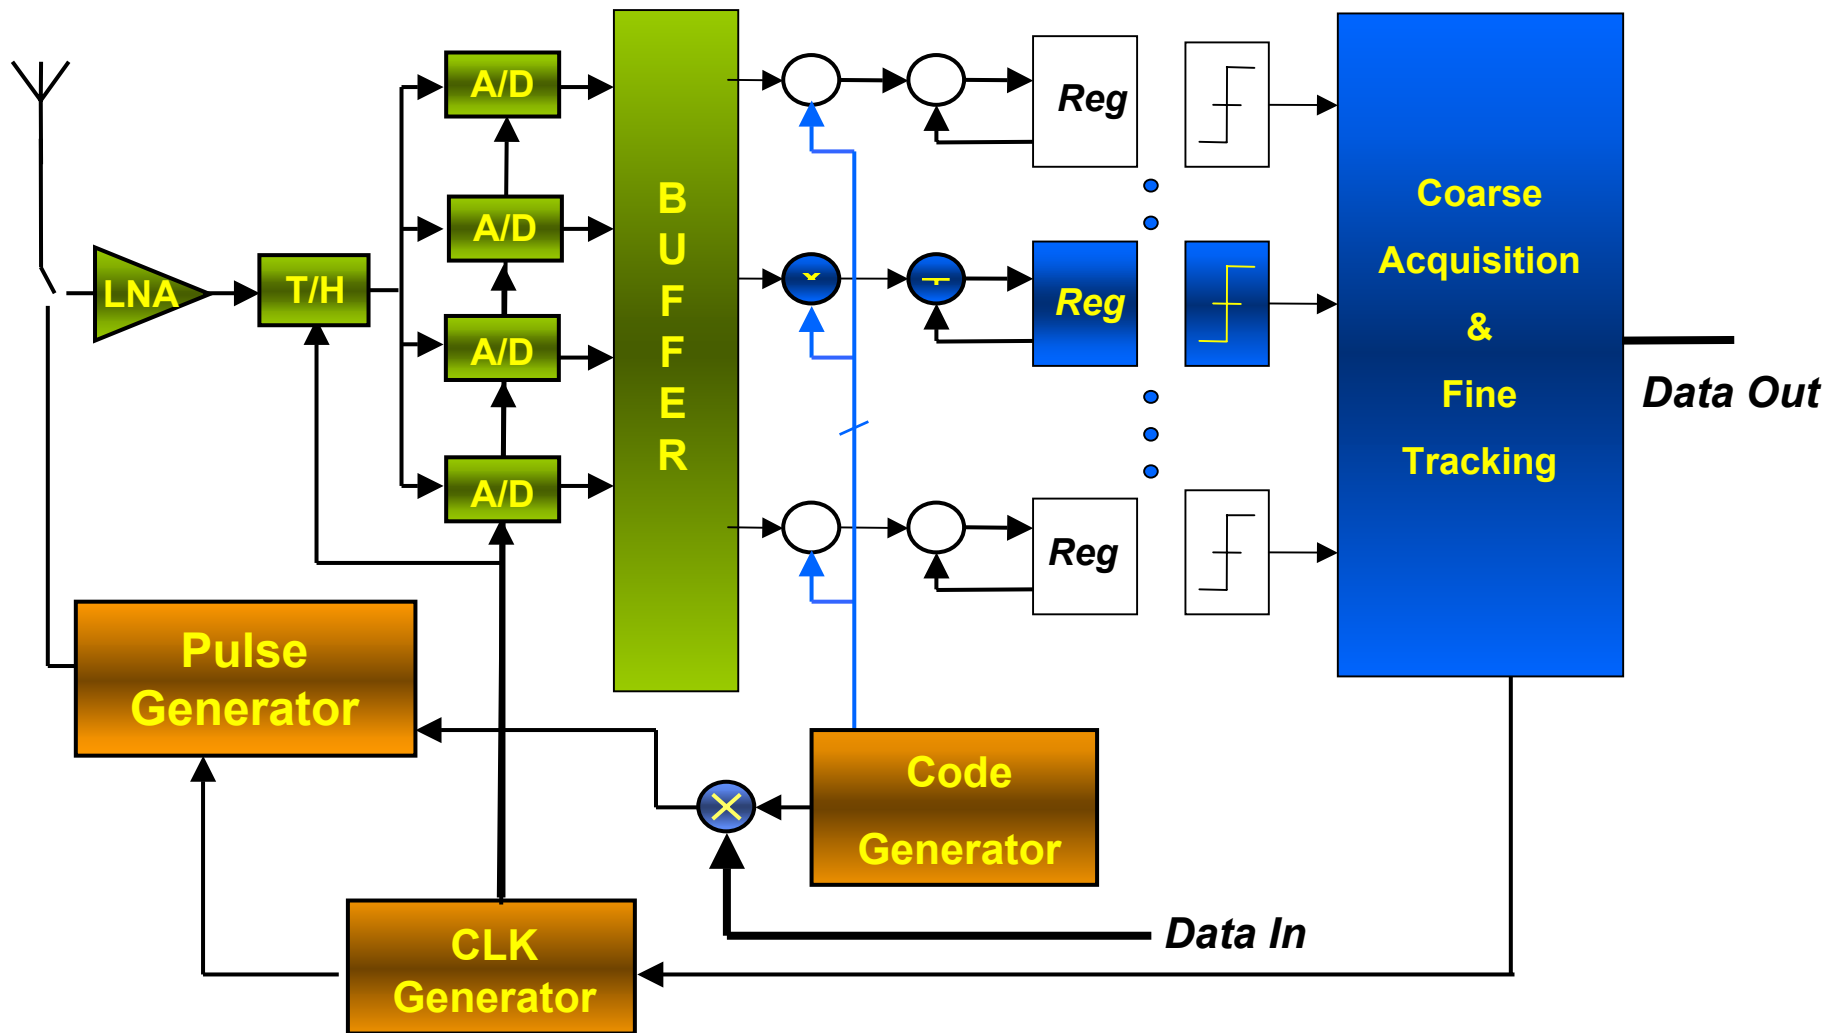 A/D
Reg
B
U
F
F
E
R
A/D
LNA
T/H
Reg
A/D
A/D
Reg
Coarse
Acquisition
&
Fine
Tracking
Data Out
Pulse
Generator
Code
Generator
Data In
CLK
Generator